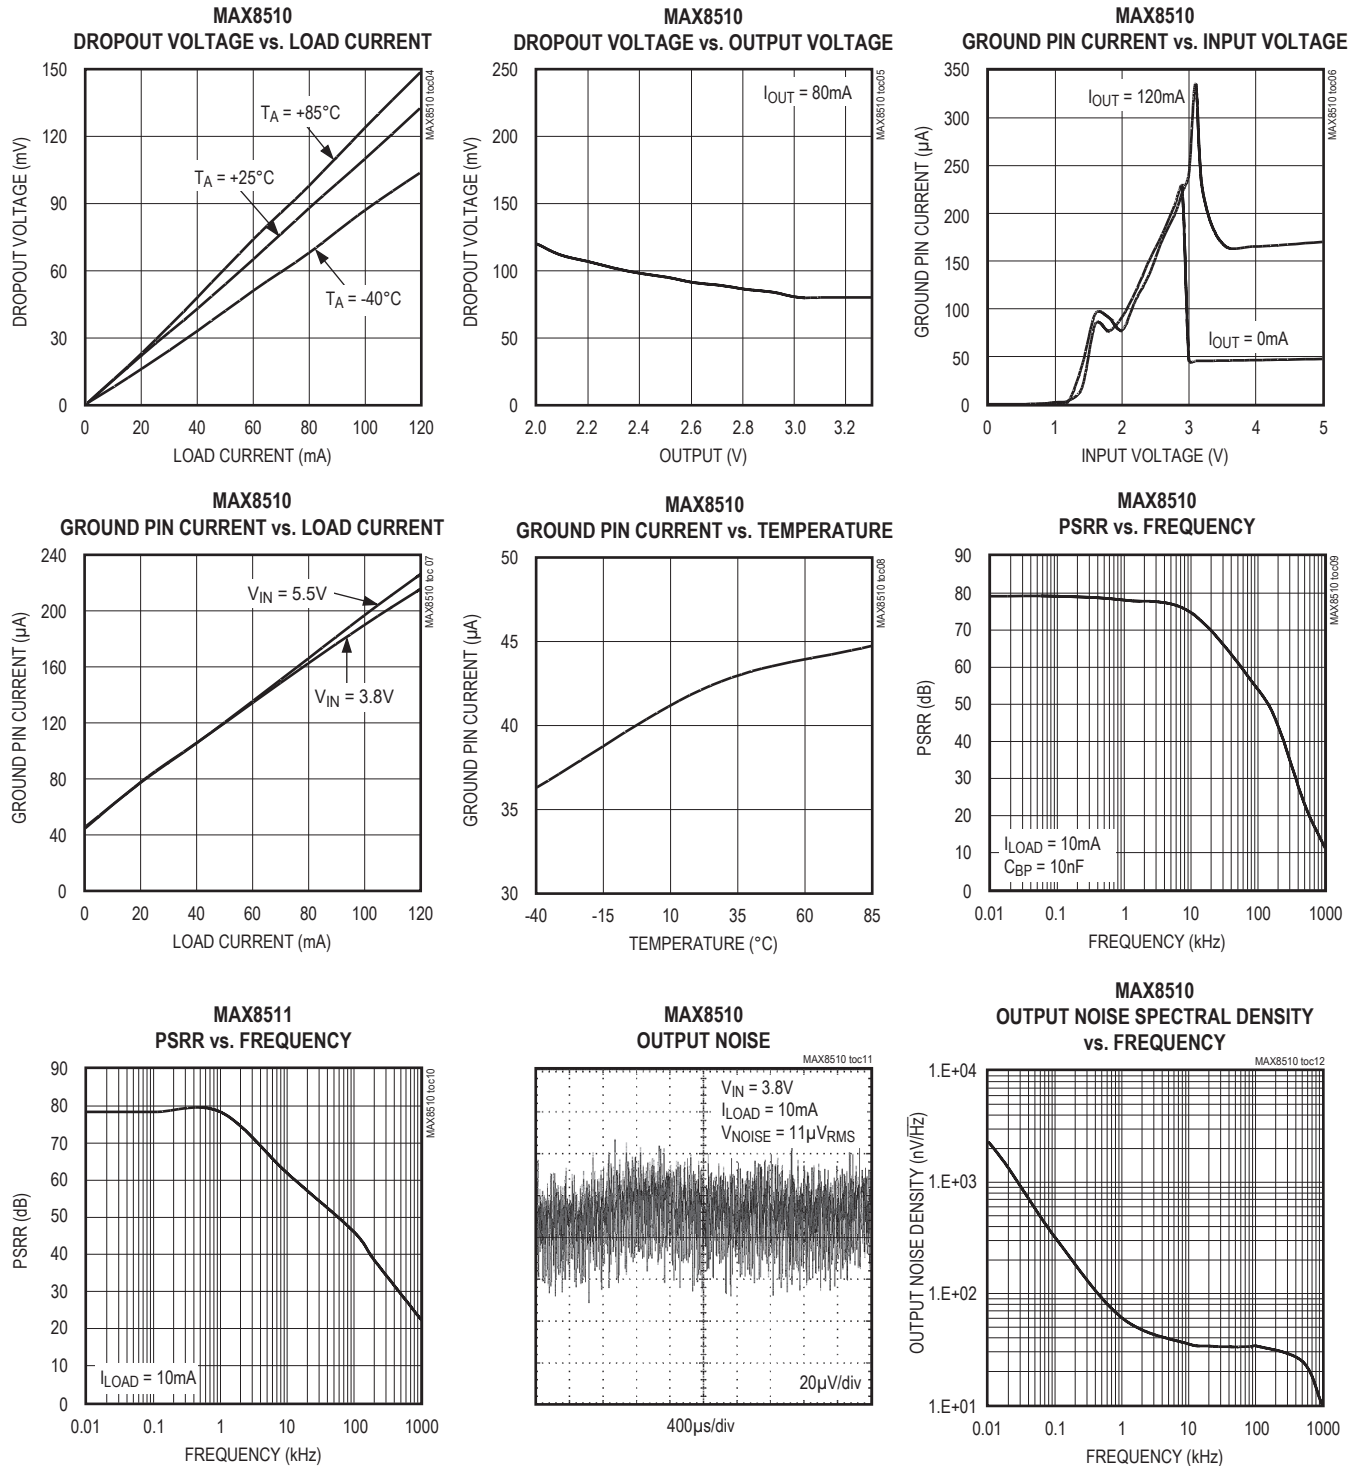 MAX8510
DROPOUT VOLTAGE vs. LOAD CURRENT
MAX8510 toc04
DROPOUT VOLTAGE (mV)
150
120
90
60
30
0
TA = +85°C
TA = +25°C
TA = -40°C
0 20 40 60 80 100 120
LOAD CURRENT (mA)
MAX8510
DROPOUT VOLTAGE vs. OUTPUT VOLTAGE
MAX8510 toc05
DROPOUT VOLTAGE (mV)
250
200
150
100
50
0
IOUT = 80mA
2.0 2.2 2.4 2.6 2.8 3.0 3.2
OUTPUT (V)
MAX8510
GROUND PIN CURRENT vs. INPUT VOLTAGE
MAX8510 toc06
GROUND PIN CURRENT (µA)
350
300
250
200
150
100
50
0
IOUT = 120mA
IOUT = 0mA
0 1 2 3 4 5
INPUT VOLTAGE (V)
MAX8510
GROUND PIN CURRENT vs. LOAD CURRENT
MAX8510 toc 07
GROUND PIN CURRENT (µA)
240
200
160
120
80
40
0
VIN = 5.5V
VIN = 3.8V
0 20 40 60 80 100 120
LOAD CURRENT (mA)
MAX8510
GROUND PIN CURRENT vs. TEMPERATURE
MAX8510 toc08
GROUND PIN CURRENT (µA)
50
45
40
35
30
-40 -15 10 35 60 85
TEMPERATURE (°C)
MAX8510
PSRR vs. FREQUENCY
MAX8510 toc09
PSRR (dB)
90
80
70
60
50
40
30
20
10
0
ILOAD = 10mA
CBP = 10nF
0.01 0.1 1 10 100 1000
FREQUENCY (kHz)
MAX8511
PSRR vs. FREQUENCY
MAX8510 toc10
PSRR (dB)
90
80
70
60
50
40
30
20
10
0
ILOAD = 10mA
0.01 0.1 1 10 100 1000
FREQUENCY (kHz)
MAX8510
OUTPUT NOISE
MAX8510 toc11
VIN = 3.8V
ILOAD = 10mA
VNOISE = 11µVRMS
20µV/div
400µs/div
MAX8510
OUTPUT NOISE SPECTRAL DENSITY
vs. FREQUENCY
MAX8510 toc12
OUTPUT NOISE DENSITY (nV/Hz)
1.E+04
1.E+03
1.E+02
1.E+01
0.01 0.1 1 10 100 1000
FREQUENCY (kHz)